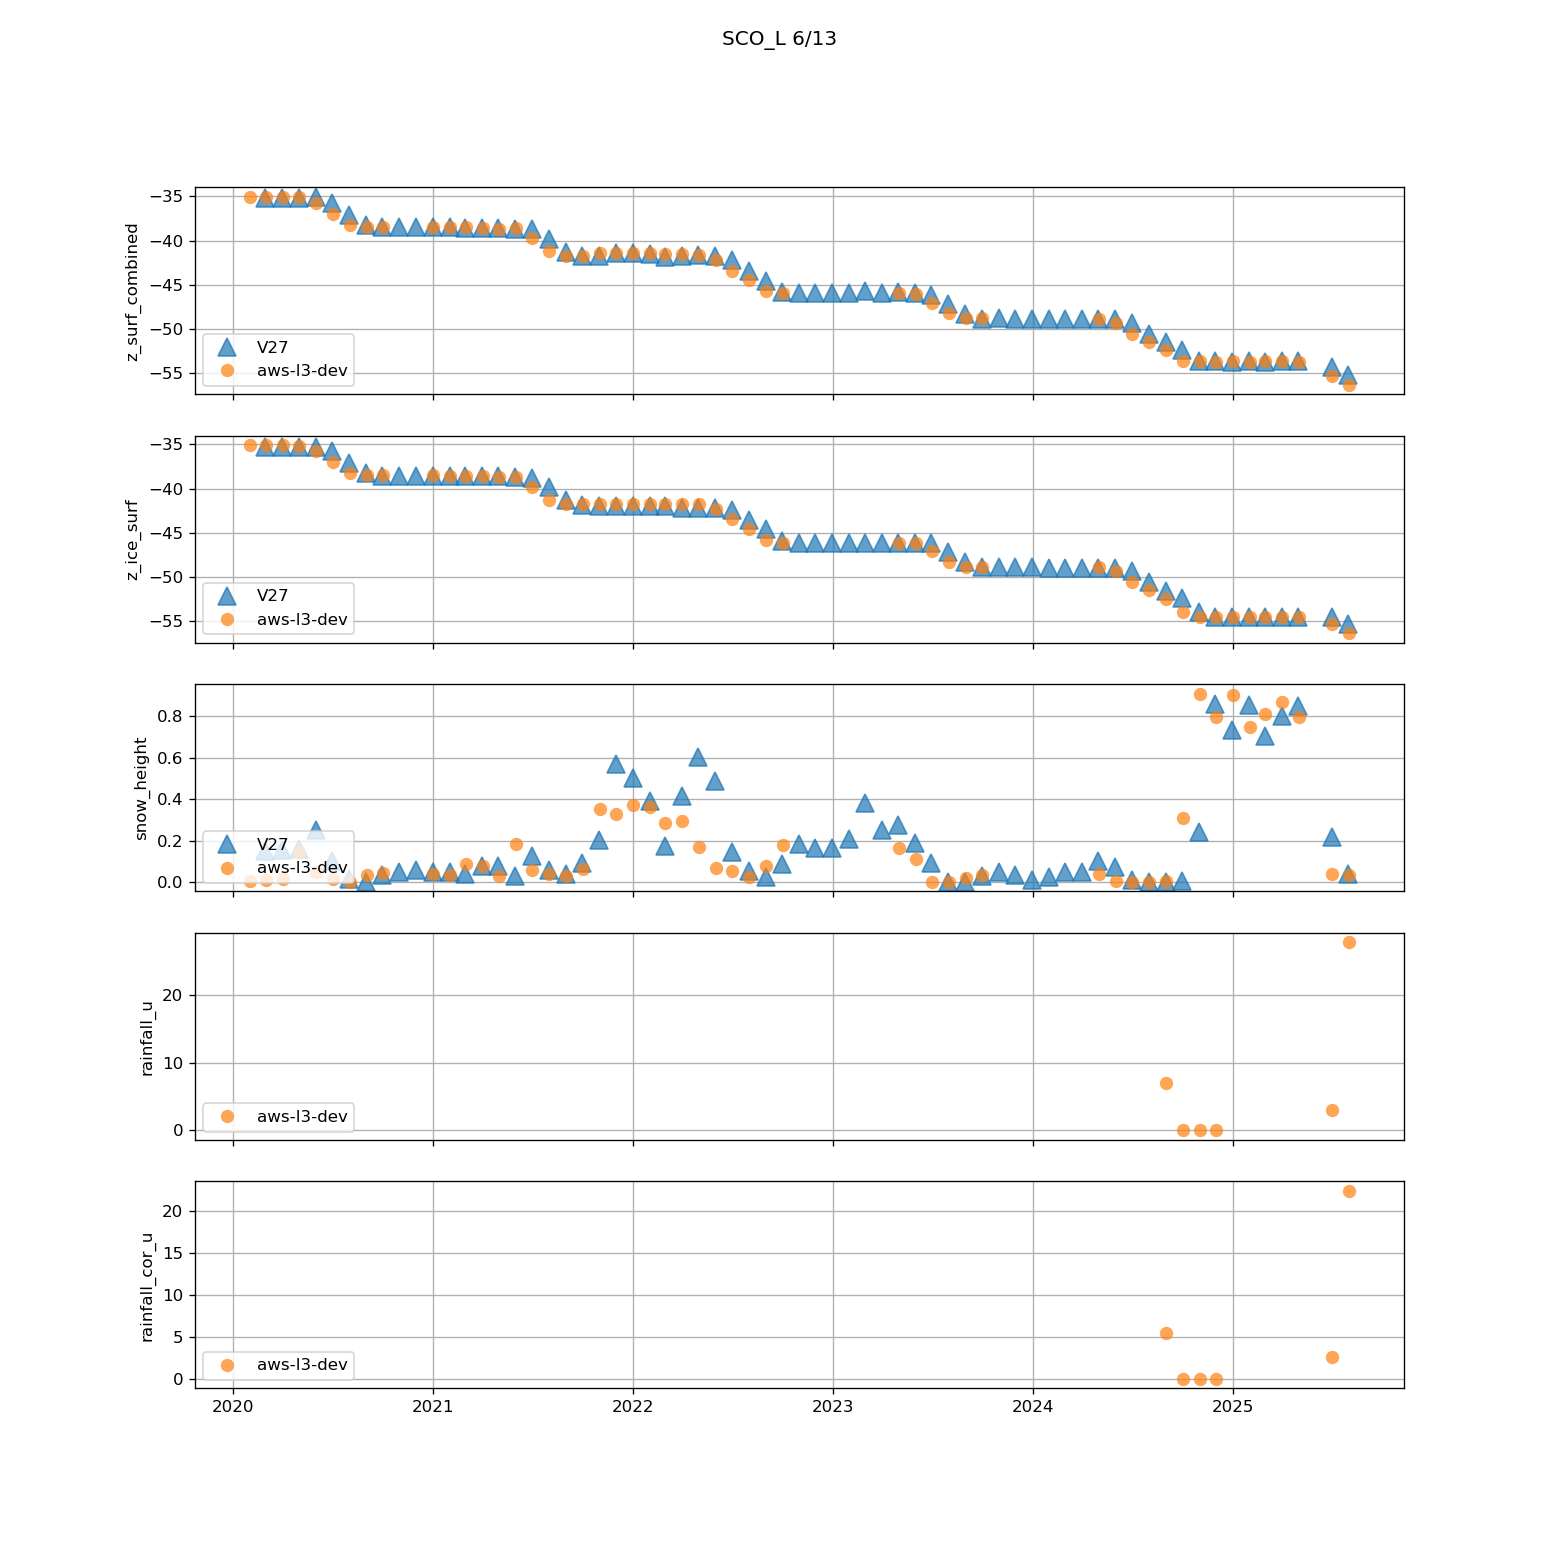 SCO_L 6/13
z_surf_combined
−35
−40
−45
−50
−55
V27
aws-l3-dev
z_ice_surf
−35
−40
−45
−50
−55
V27
aws-l3-dev
snow_height
0.8
0.6
0.4
0.2
0.0
V27
aws-l3-dev
rainfall_u
20
10
0
aws-l3-dev
rainfall_cor_u
20
15
10
5
0
aws-l3-dev
2020 2021 2022 2023 2024 2025